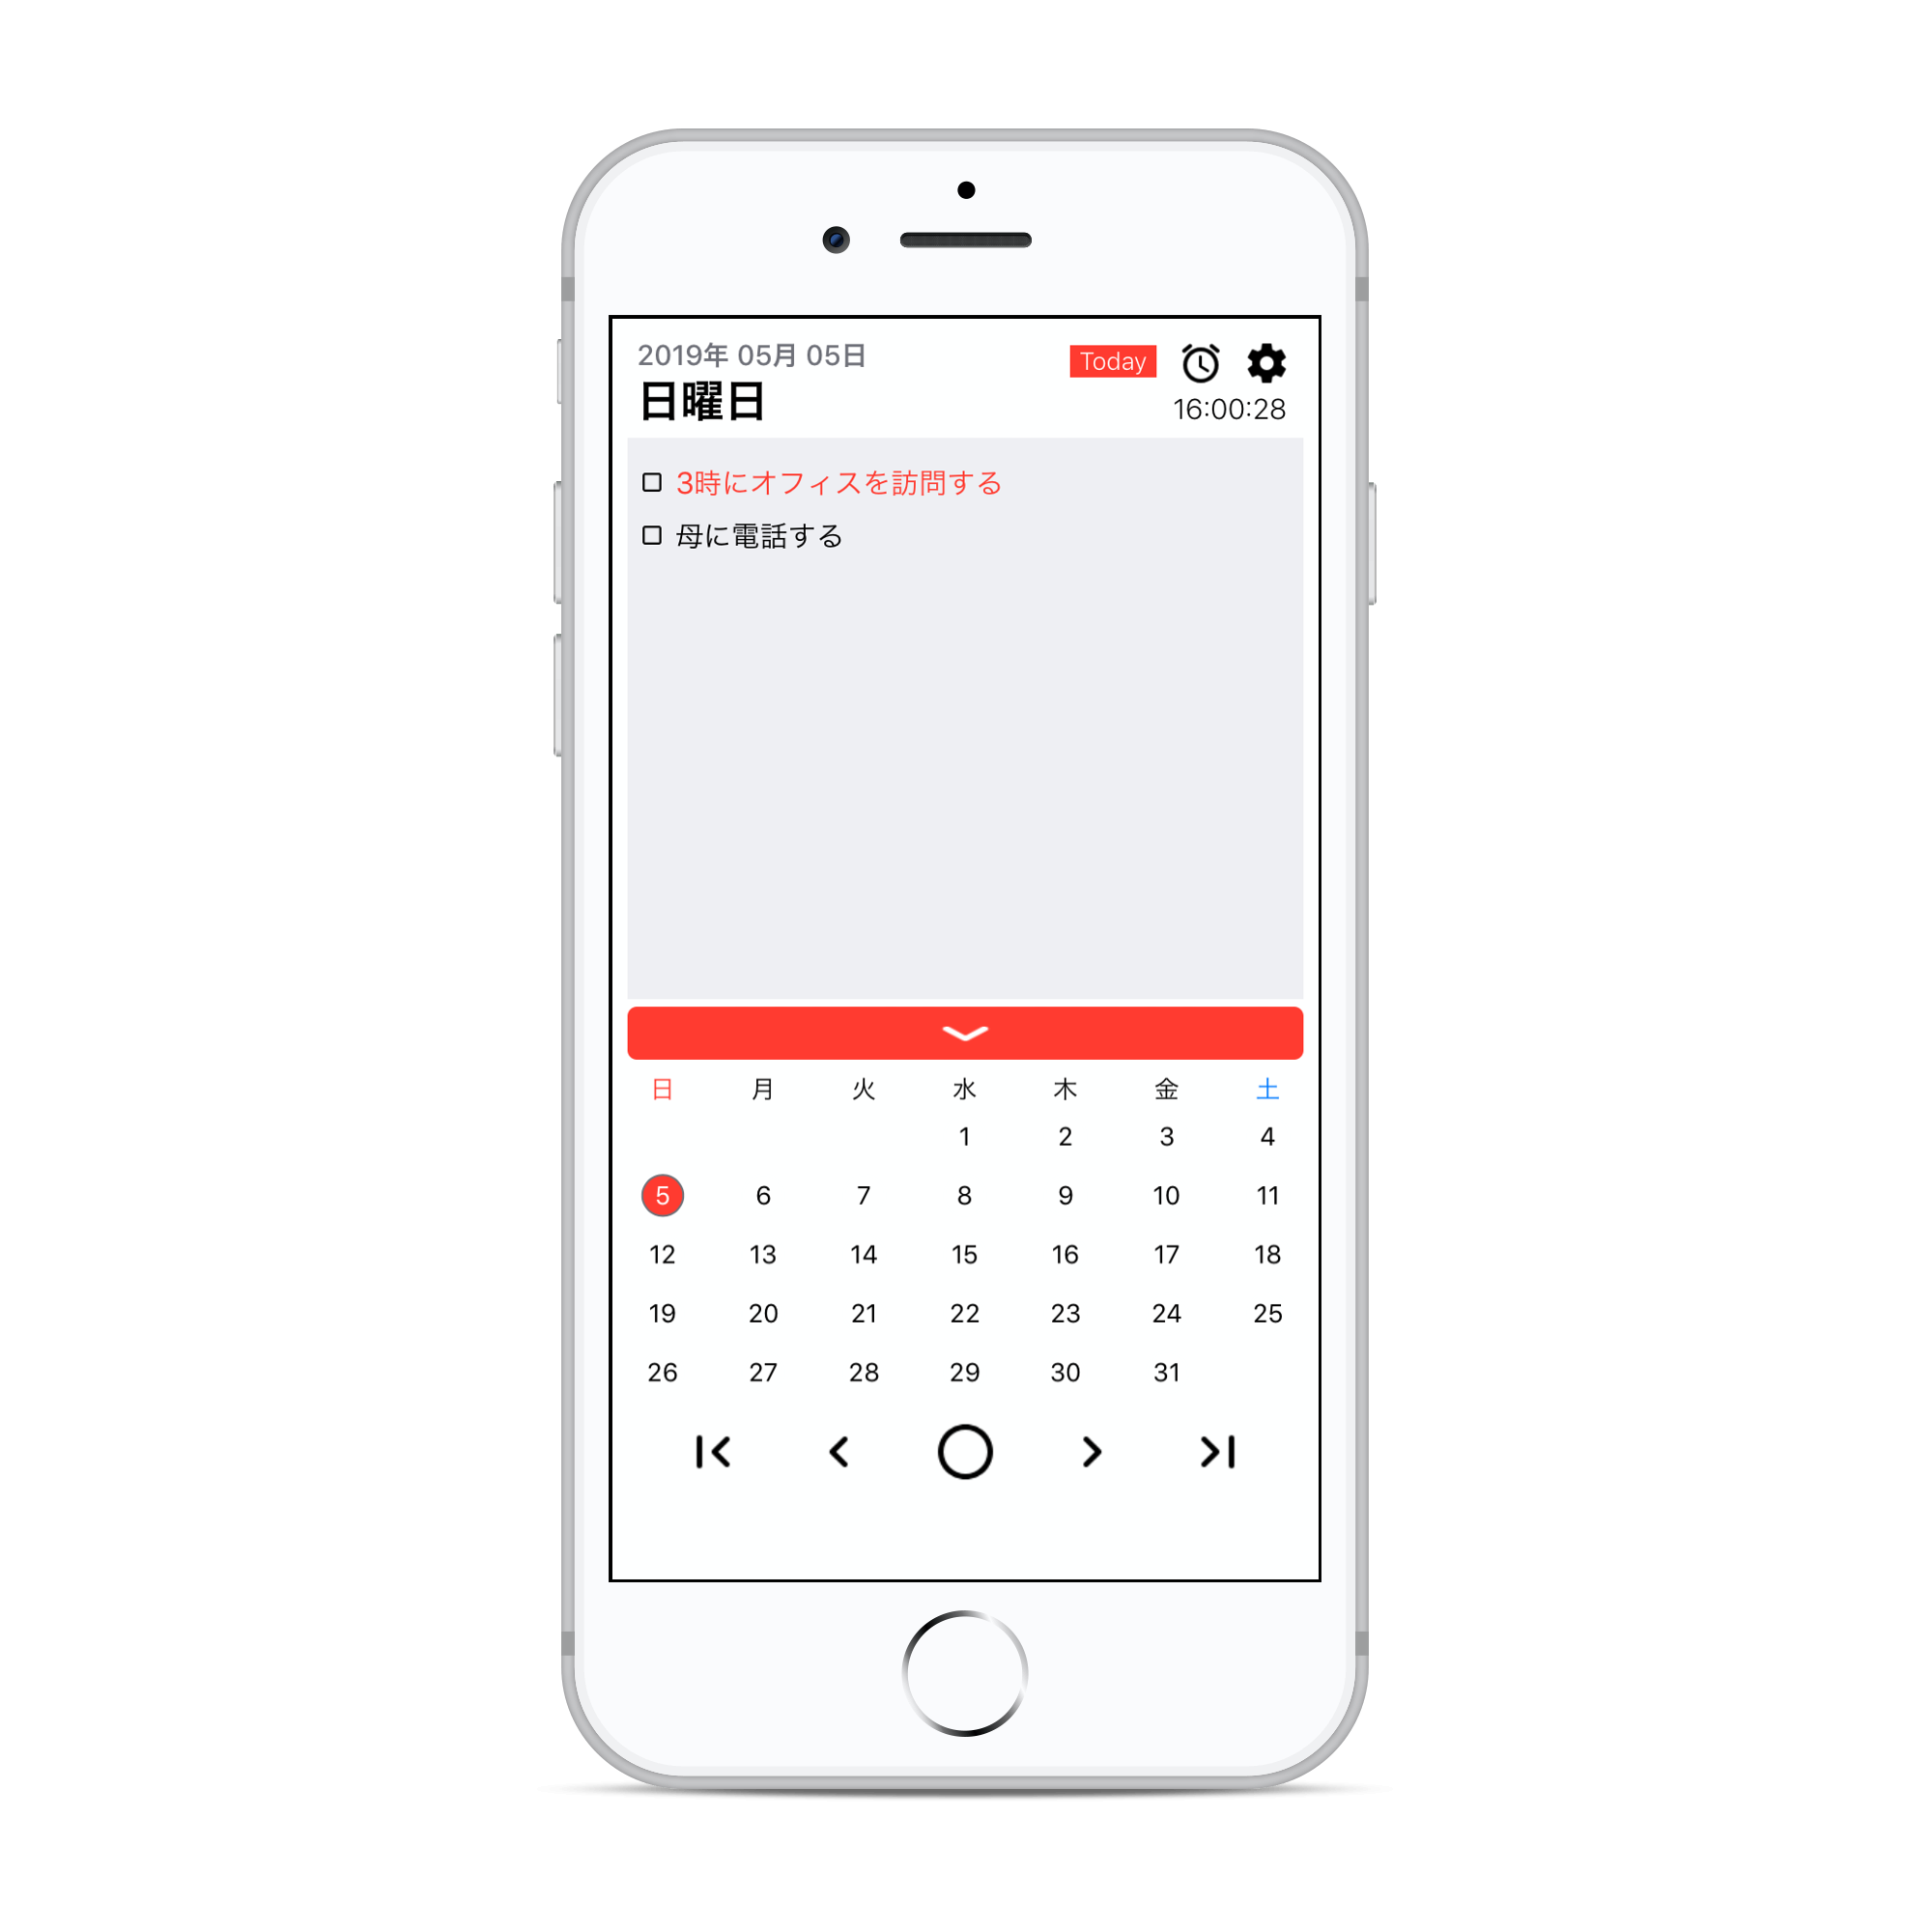 2019年 05月 05日
Today
日曜日
16:00:28
3時にオフィスを訪問する
母に電話する
日 月 火 水 木 金 土
1 2 3 4
5 6 7 8 9 10 11
12 13 14 15 16 17 18
19 20 21 22 23 24 25
26 27 28 29 30 31